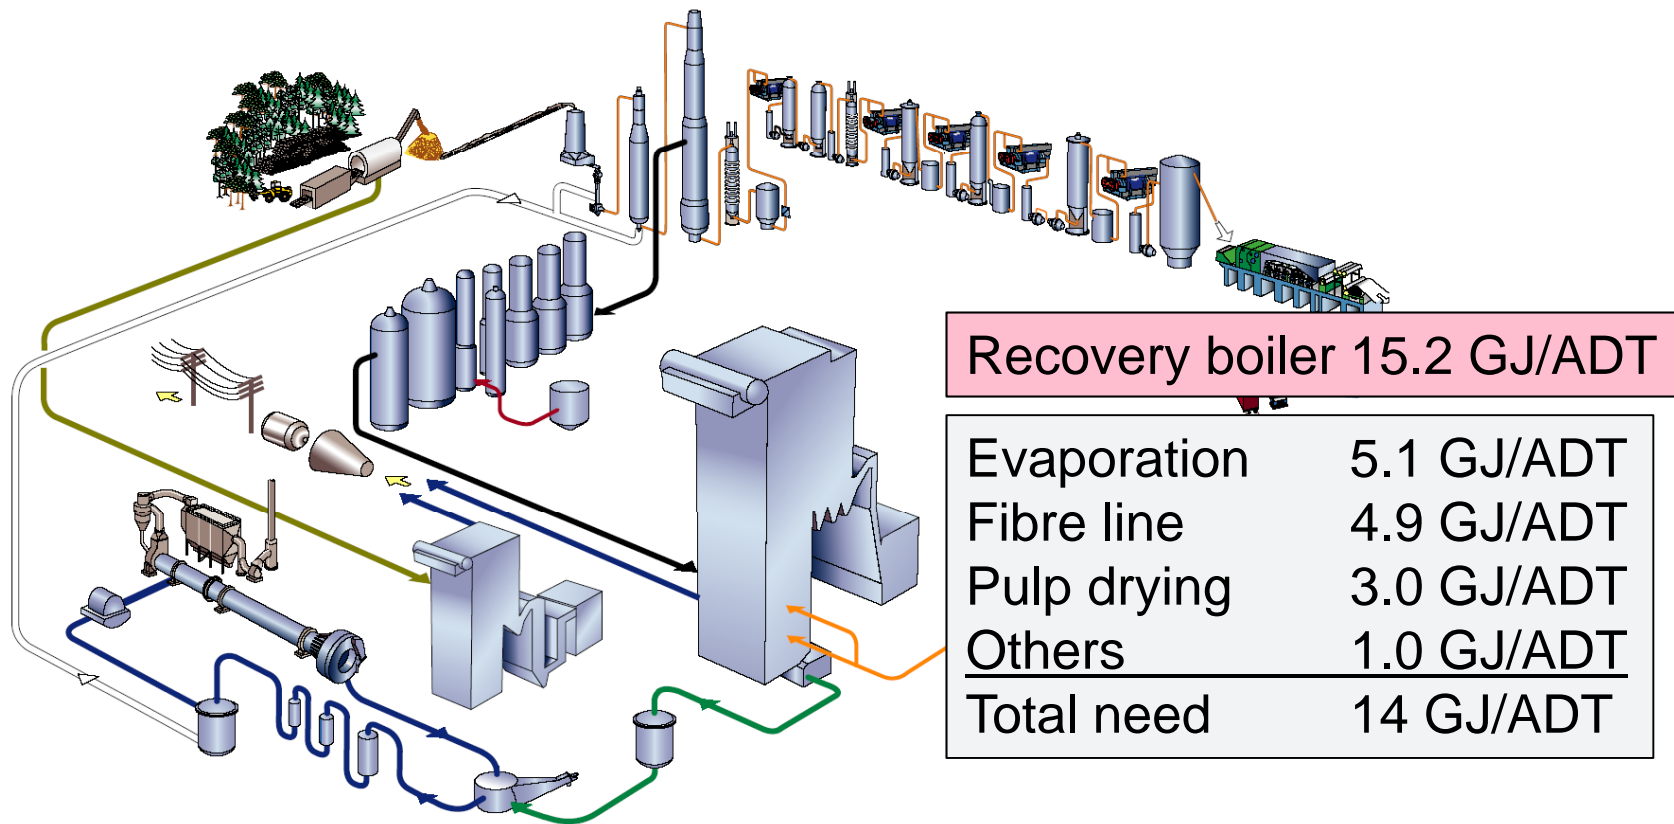 Recovery boiler 15.2 GJ/ADT
Evaporation 5.1 GJ/ADT
Fibre line 4.9 GJ/ADT
Pulp drying 3.0 GJ/ADT
Others 1.0 GJ/ADT
Total need 14 GJ/ADT